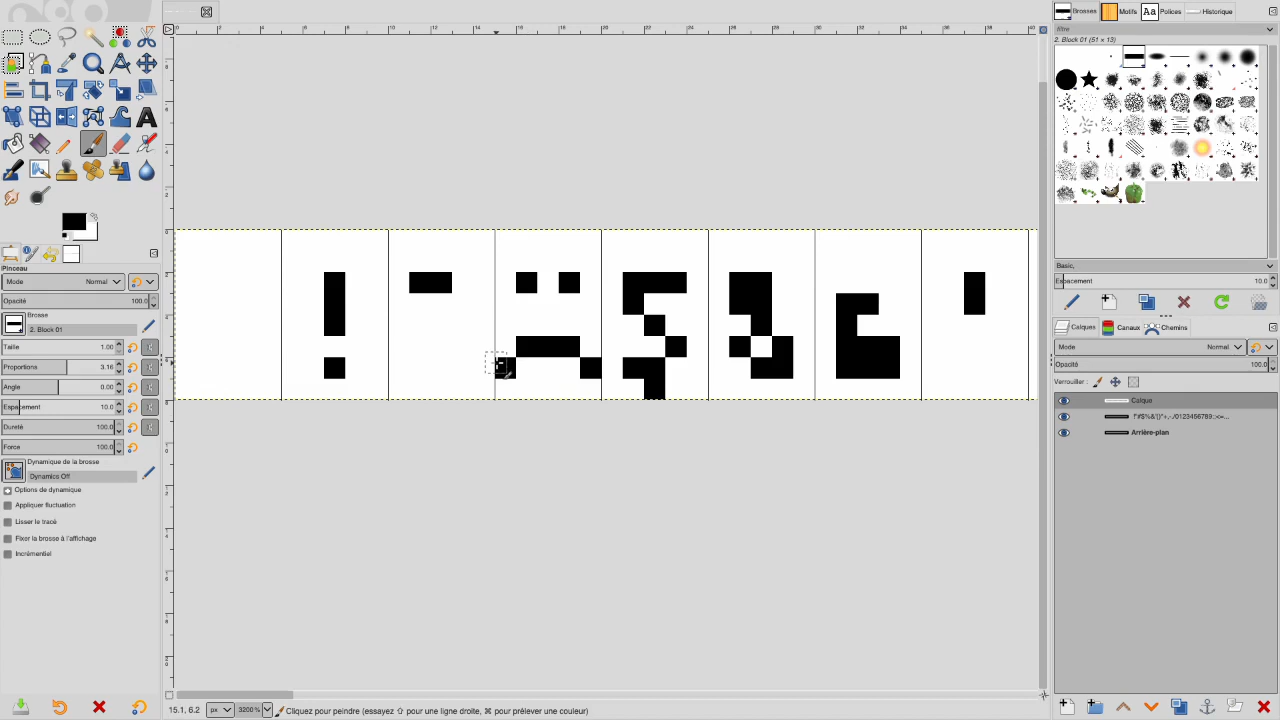 Brosses
Motifs
Aa Polices
Historique
filtre
2. Block 01 (51 × 13)
Basic,
Espacement 10.0
Calques
Canaux
Chemins
Mode Normal
Opacité 100.0
Verrouiller :
Calque
!"#$%&'()*+,-./0123456789:;<=...
Arrière-plan
Pinceau
Mode Normal
Opacité 100.0
Brosse
2. Block 01
Taille 1.00
Proportions 3.16
Angle 0.00
Espacement 10.0
Dureté 100.0
Force 100.0
Dynamique de la brosse
Dynamics Off
Options de dynamique
Appliquer fluctuation
Lisser le tracé
Fixer la brosse à l'affichage
Incrémentiel
15.1, 6.2 px 3200% Cliquez pour peindre (essayez ⇧ pour une ligne droite, ⌘ pour prélever une couleur)